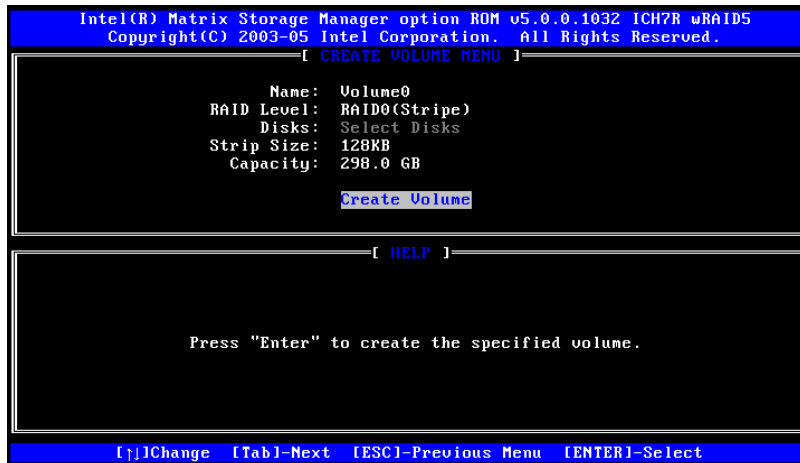 Intel(R) Matrix Storage Manager option ROM v5.0.0.1032 ICH7R wRAID5
Copyright(C) 2003-05 Intel Corporation.  All Rights Reserved.
[ CREATE VOLUME MENU ]
Name: Volume0
RAID Level: RAID0(Stripe)
Disks: Select Disks
Strip Size: 128KB
Capacity: 298.0 GB
Create Volume
[ HELP ]
Press "Enter" to create the specified volume.
[↑↓]Change [Tab]-Next [ESC]-Previous Menu [ENTER]-Select